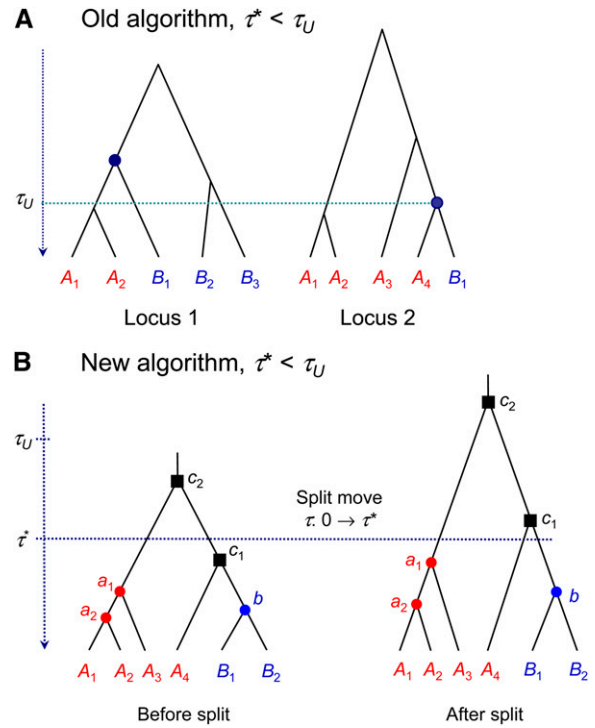 A Old algorithm, τ* < τU
τU
A1 A2 B1 B2 B3 A1 A2 A3 A4 B1
Locus 1 Locus 2
B New algorithm, τ* < τU
c2
τU
c2
Split move
τ: 0 → τ*
c1
τ*
c1
a1
a1 b
a2
b
a2
A1 A2 A3 A4 B1 B2 A1 A2 A3 A4 B1 B2
Before split After split